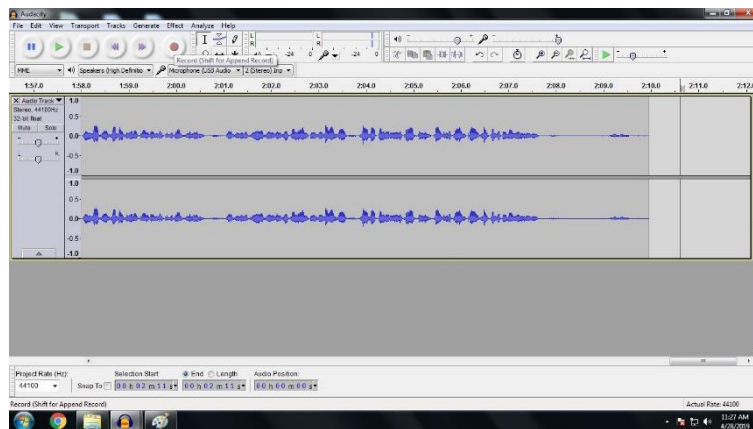 Audacity
File Edit View Transport Tracks Generate Effect Analyze Help
L
R
-24 0
L
R
-24 0
Record (Shift for Append Record)
MME Speakers (High Definitio Microphone (USB Audio 2 (Stereo) Inp
1:57.0 1:58.0 1:59.0 2:00.0 2:01.0 2:02.0 2:03.0 2:04.0 2:05.0 2:06.0 2:07.0 2:08.0 2:09.0 2:10.0 2:11.0 2:12.
X Audio Track 1.0
Stereo, 44100Hz
32-bit float 0.5
Mute Solo
0.0
- +
L R
-0.5
-1.0
1.0
0.5
0.0
-0.5
-1.0
Project Rate (Hz): Selection Start: End Length Audio Position:
44100 Snap To 00 h 02 m 11 s 00 h 02 m 11 s 00 h 00 m 00 s
Record (Shift for Append Record) Actual Rate: 44100
11:27 AM
4/28/2019